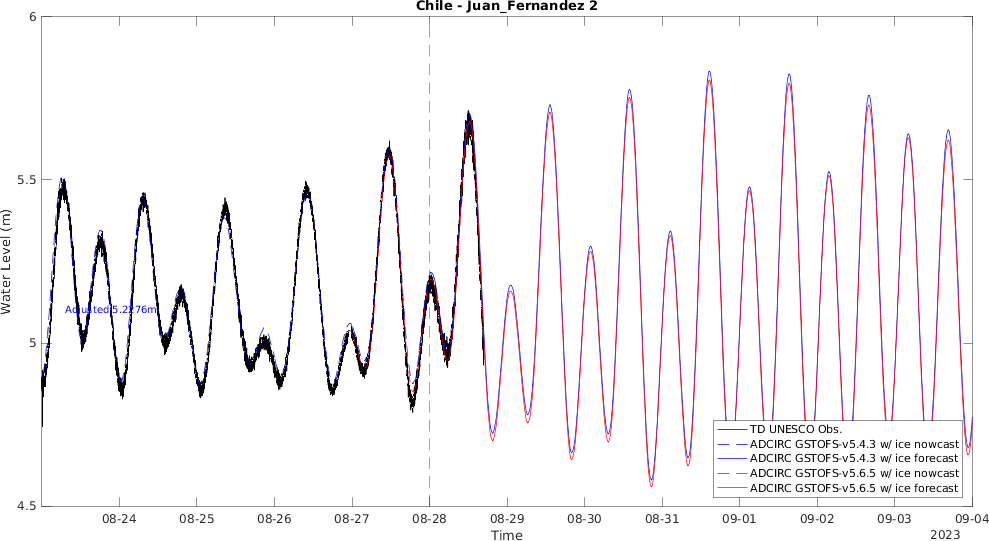 Chile - Juan_Fernandez 2
6
5.5
5
4.5
Water Level (m)
Adjusted 5.2276m
TD UNESCO Obs.
ADCIRC GSTOFS-v5.4.3 w/ ice nowcast
ADCIRC GSTOFS-v5.4.3 w/ ice forecast
ADCIRC GSTOFS-v5.6.5 w/ ice nowcast
ADCIRC GSTOFS-v5.6.5 w/ ice forecast
08-24 08-25 08-26 08-27 08-28 08-29 08-30 08-31 09-01 09-02 09-03 09-04
Time
2023